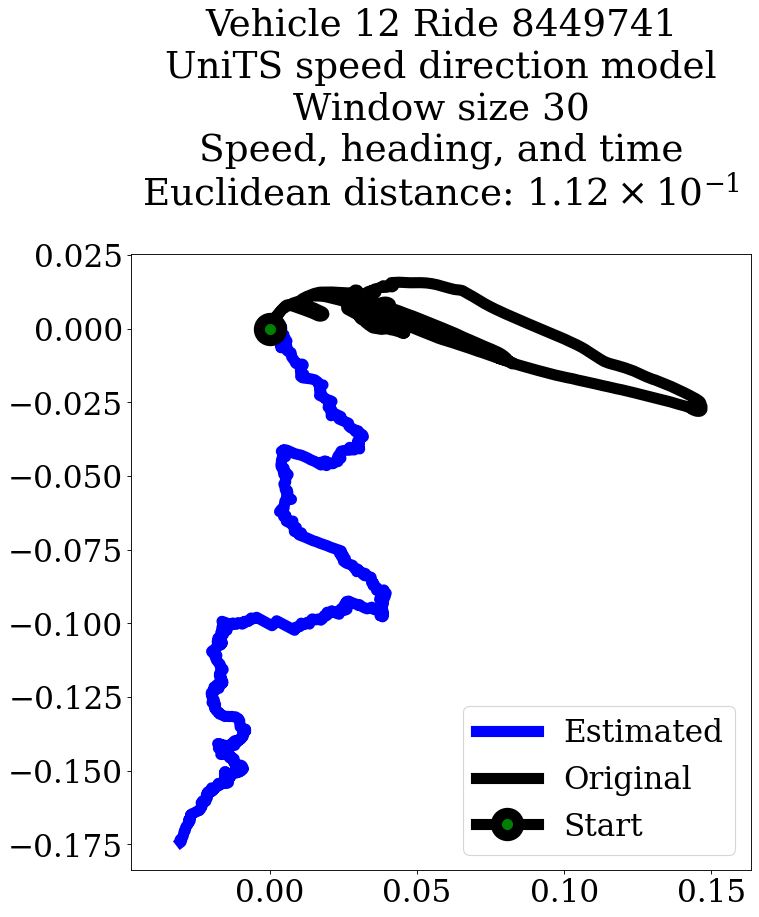 Vehicle 12 Ride 8449741
UniTS speed direction model
Window size 30
Speed, heading, and time
Euclidean distance: 1.12 × 10⁻¹
0.025
0.000
−0.025
−0.050
−0.075
−0.100
−0.125
−0.150
−0.175
Estimated
Original
Start
0.00 0.05 0.10 0.15